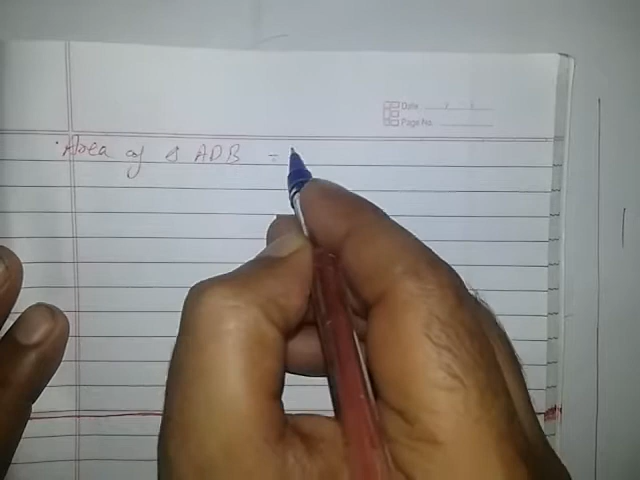 Date
Page No.
Area of Δ ADB =